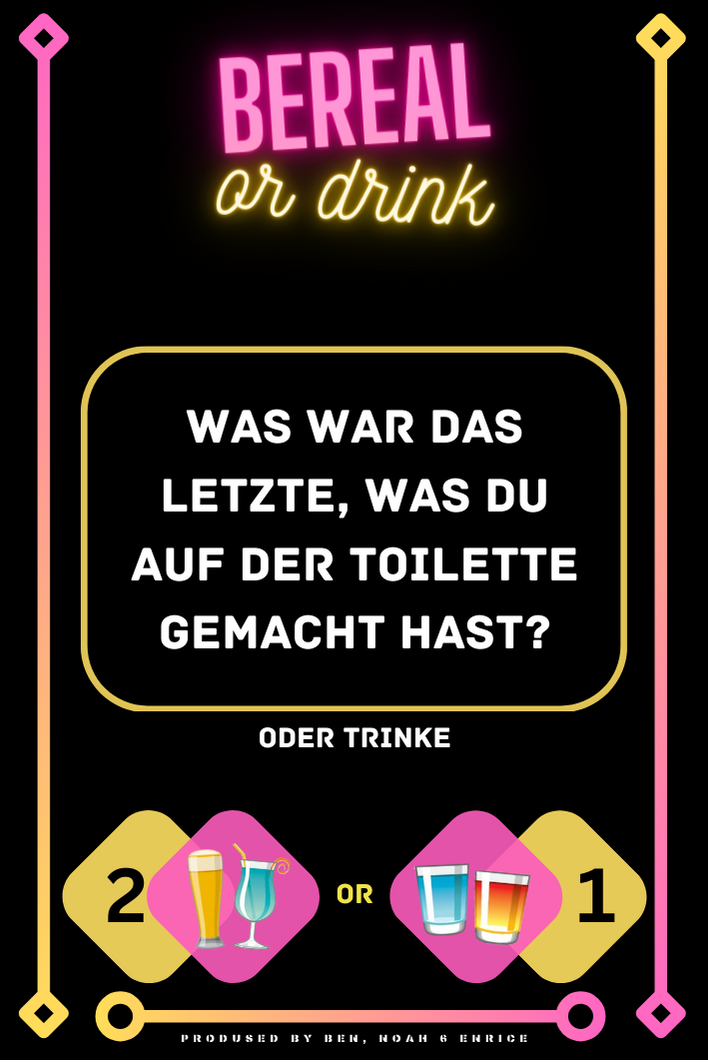 BEREAL
or drink
WAS WAR DAS
LETZTE, WAS DU
AUF DER TOILETTE
GEMACHT HAST?
ODER TRINKE
2 OR 1
PRODUSED BY BEN, NOAH & ENRICE